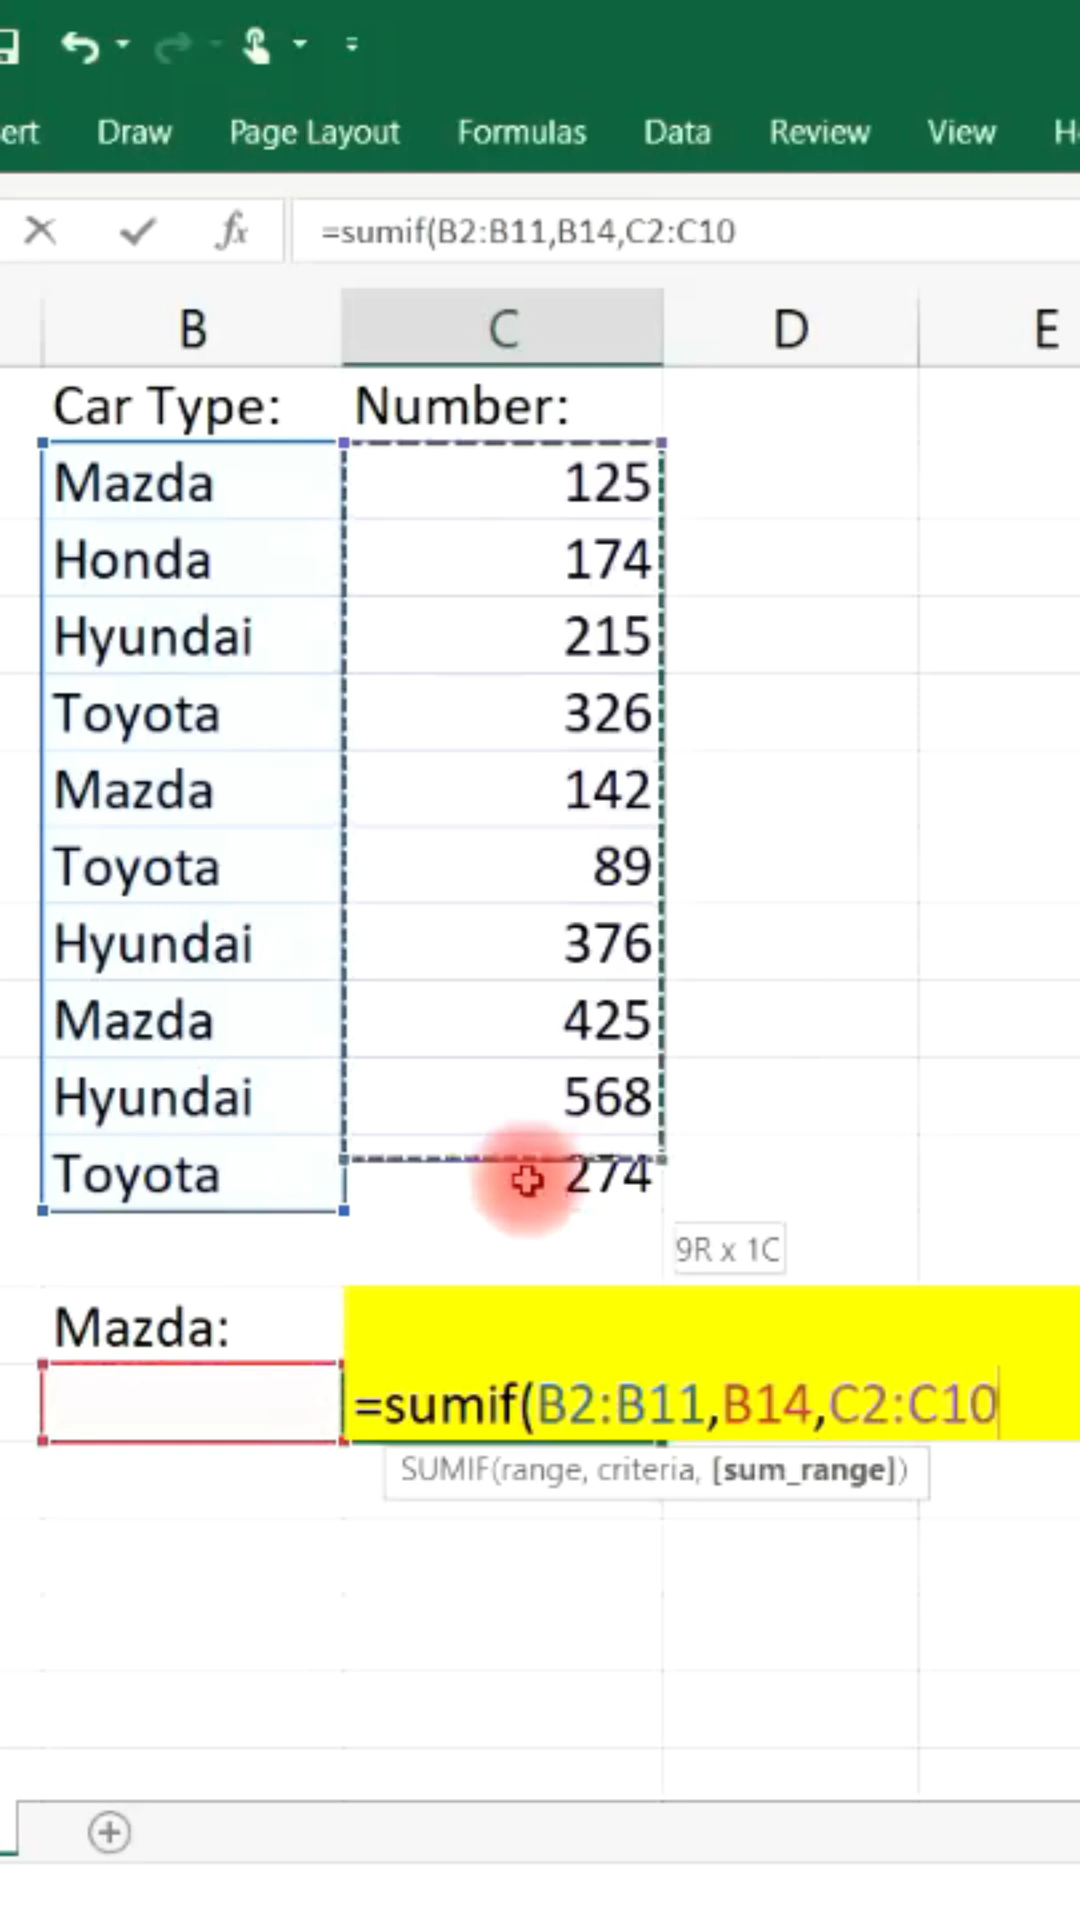 ert Draw Page Layout Formulas Data Review View H
fx =sumif(B2:B11,B14,C2:C10
B C D E
Car Type: Number:
Mazda 125
Honda 174
Hyundai 215
Toyota 326
Mazda 142
Toyota 89
Hyundai 376
Mazda 425
Hyundai 568
Toyota 274
9R x 1C
Mazda:
=sumif(B2:B11,B14,C2:C10
SUMIF(range, criteria, [sum_range])